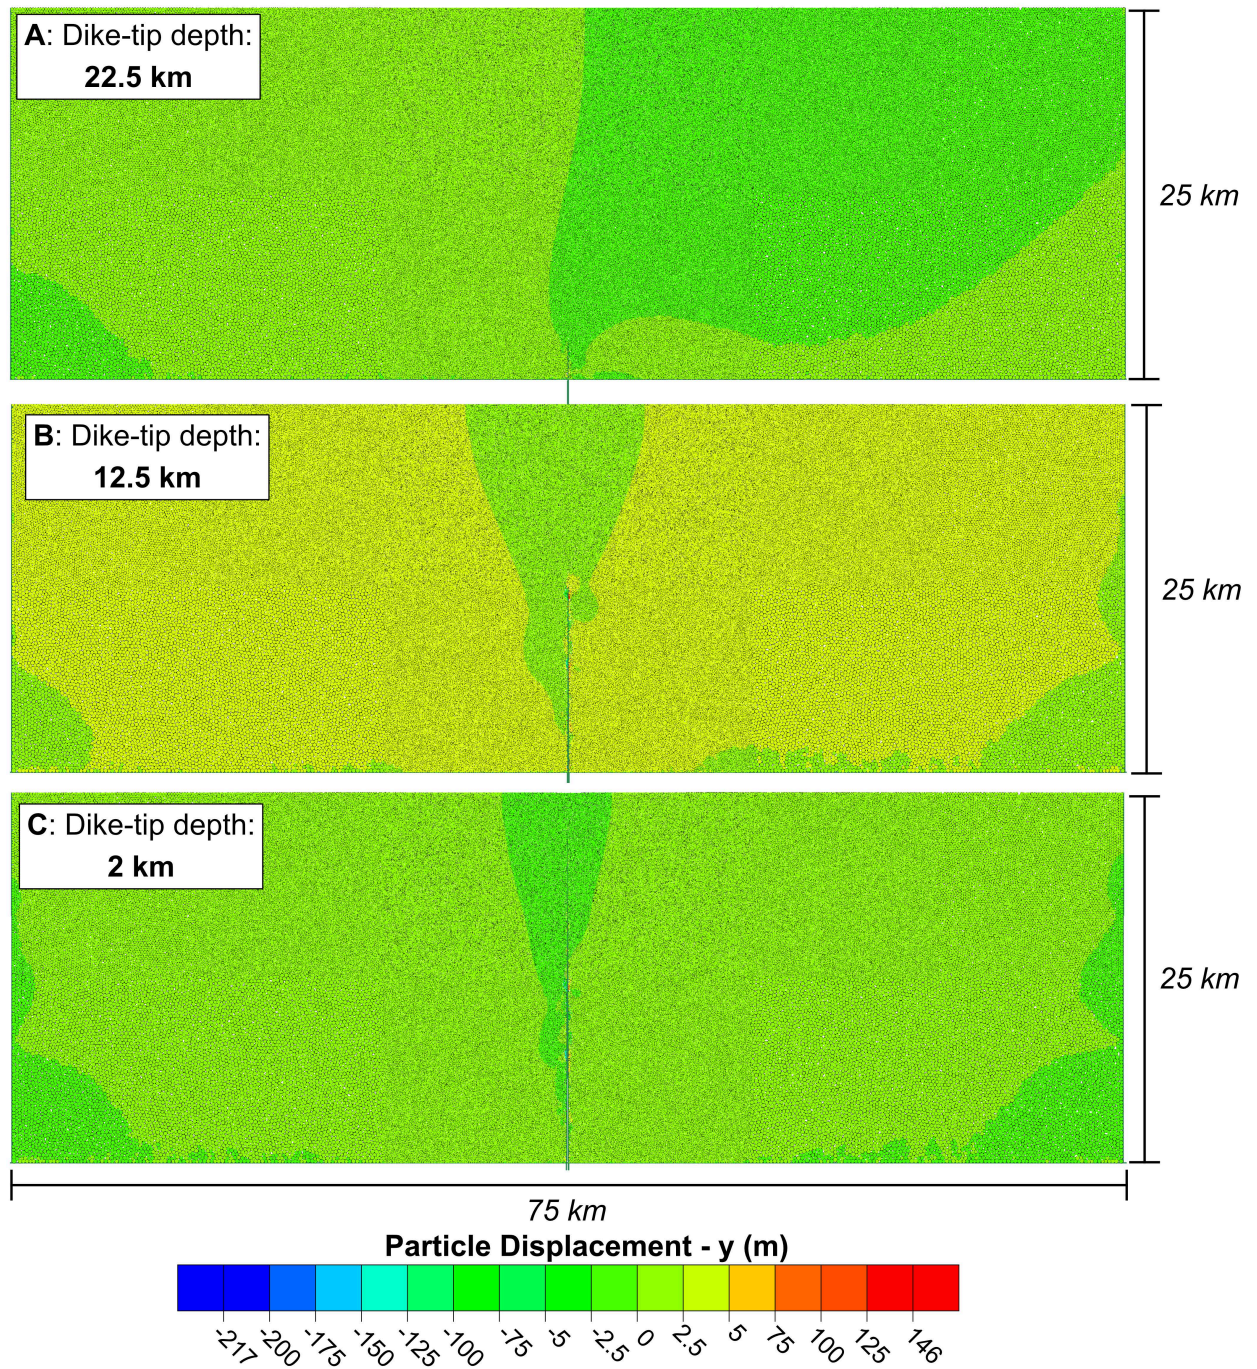 A: Dike-tip depth:
22.5 km
25 km
B: Dike-tip depth:
12.5 km
25 km
C: Dike-tip depth:
2 km
25 km
75 km
Particle Displacement - y (m)
-217 -200 -175 -150 -125 -100 -75 -5 -2.5 0 2.5 5 75 100 125 146